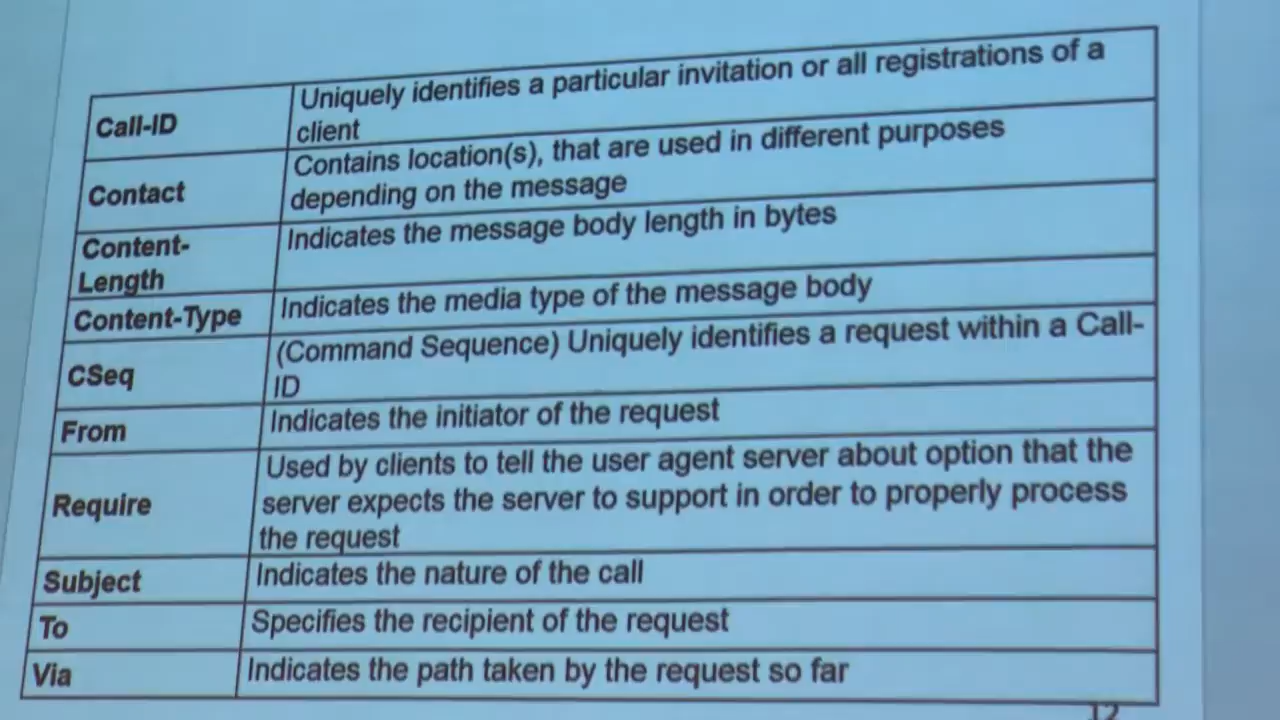 Call-ID
Uniquely identifies a particular invitation or all registrations of a
client
Contact
Contains location(s), that are used in different purposes
depending on the message
Content-
Length
Indicates the message body length in bytes
Content-Type
Indicates the media type of the message body
CSeq
(Command Sequence) Uniquely identifies a request within a Call-
ID
From
Indicates the initiator of the request
Require
Used by clients to tell the user agent server about option that the
server expects the server to support in order to properly process
the request
Subject
Indicates the nature of the call
To
Specifies the recipient of the request
Via
Indicates the path taken by the request so far
12